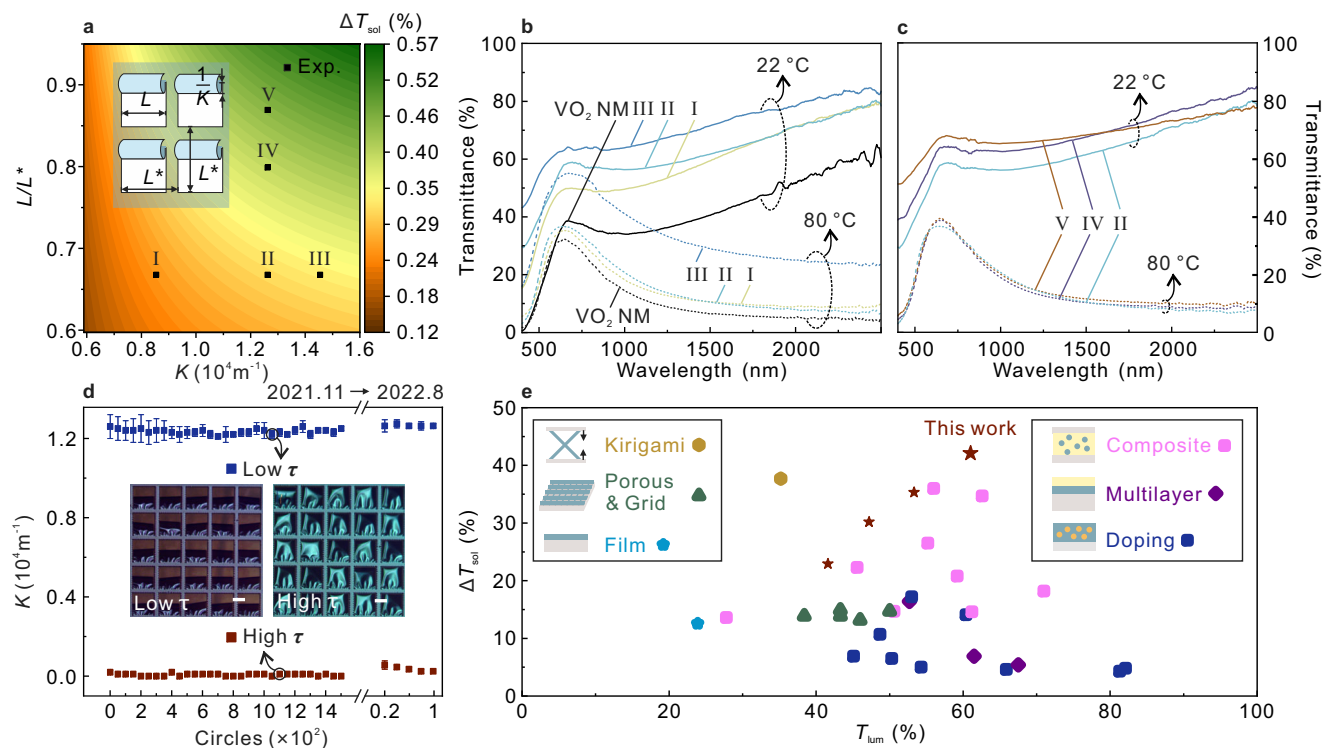 a
ΔT_sol (%)
0.9
0.8
0.7
0.6
L/L*
0.6
0.8
1.0
1.2
1.4
1.6
K (10⁴m⁻¹)
1/K
L
L*
L*
Exp.
V
IV
I
II
III
0.57
0.53
0.50
0.46
0.42
0.38
0.34
0.29
0.24
0.18
0.12
b
100
80
60
40
20
0
Transmittance (%)
500
1000
1500
2000
Wavelength (nm)
22 °C
VO₂ NM III II I
80 °C
III II I
VO₂ NM
c
100
80
60
40
20
0
Transmittance (%)
500
1000
1500
2000
Wavelength (nm)
22 °C
V IV II
80 °C
d
2021.11 → 2022.8
1.2
0.8
0.4
0.0
K (10⁴m⁻¹)
Low τ
Low τ
High τ
High τ
0 2 4 6 8 10 12 14
0.2 1
Circles (×10²)
e
50
40
30
20
10
0
ΔT_sol (%)
0
20
40
60
80
100
T_lum (%)
Kirigami
Porous
& Grid
Film
This work
Composite
Multilayer
Doping